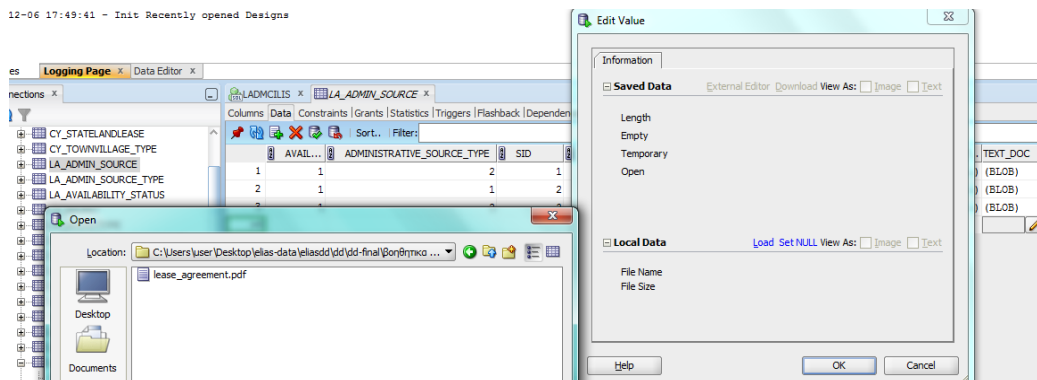 12-06 17:49:41 - Init Recently opened Designs
Edit Value
es Logging Page x Data Editor x
Information
nnections x
LADMCILIS x LA_ADMIN_SOURCE x
Saved Data External Editor Download View As: Image Text
Columns Data Constraints |Grants |Statistics |Triggers |Flashback |Dependen
Length
CY_STATELANDLEASE
Sort.. Filter:
Empty
CY_TOWNVILLAGE_TYPE
AVAIL... ADMINISTRATIVE_SOURCE_TYPE SID
Temporary
TEXT_DOC
LA_ADMIN_SOURCE
1 1 2 1
Open
) (BLOB)
LA_ADMIN_SOURCE_TYPE
2 1 1 2
) (BLOB)
LA_AVAILABILITY_STATUS
) (BLOB)
Open
Local Data Load Set NULL View As: Image Text
Location: C:\Users\user\Desktop\elias-data\eliasdd\dd\dd-final\βοηθητικα ...
File Name
lease_agreement.pdf
File Size
Desktop
Documents
Help OK Cancel